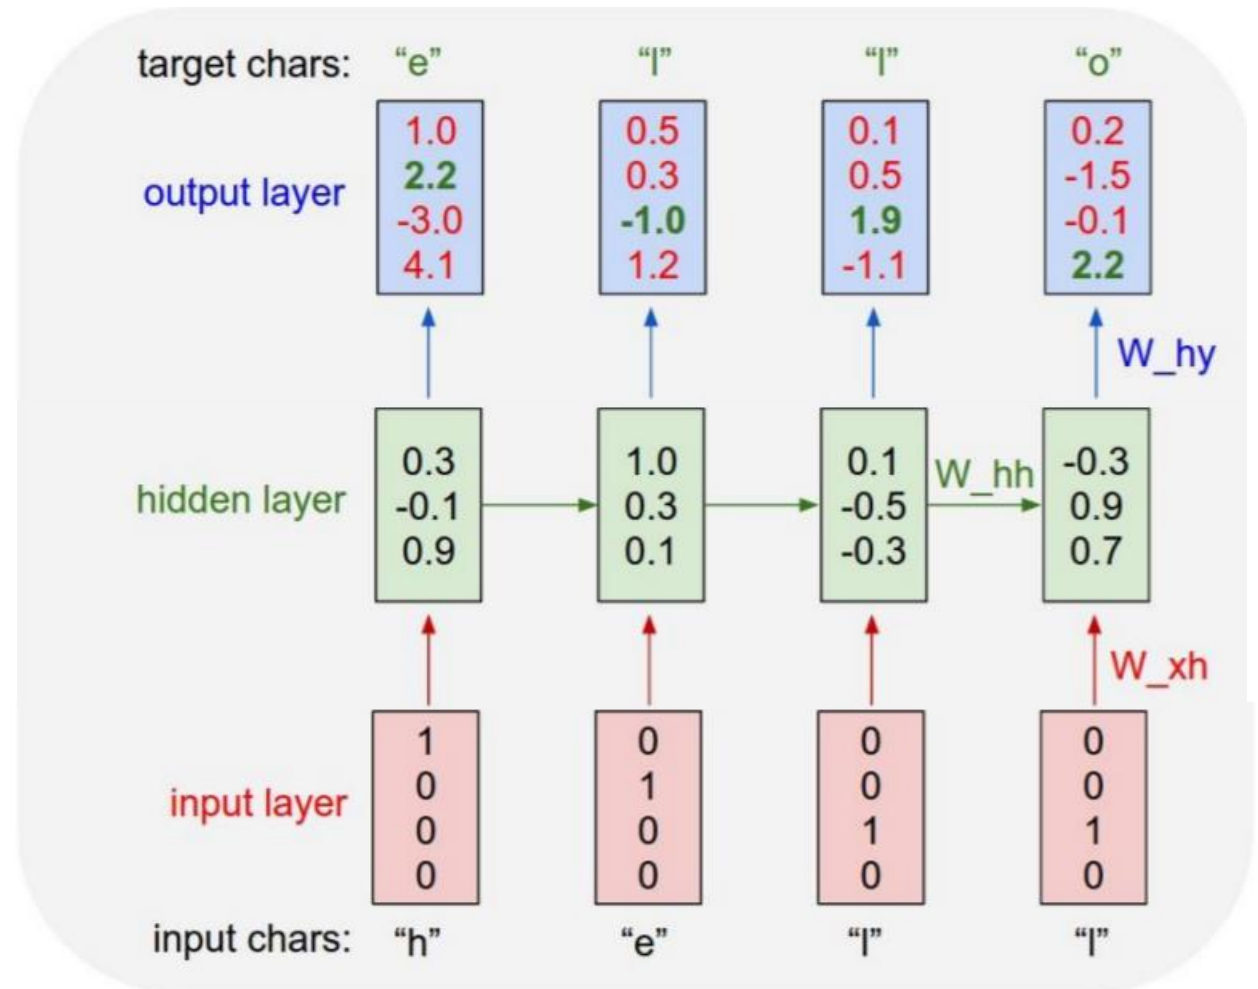 target chars: “e” “l” “l” “o”
1.0 0.5 0.1 0.2
2.2 0.3 0.5 -1.5
output layer
-3.0 -1.0 1.9 -0.1
4.1 1.2 -1.1 2.2
W_hy
0.3 1.0 0.1 W_hh -0.3
hidden layer -0.1 0.3 -0.5 0.9
0.9 0.1 -0.3 0.7
W_xh
1 0 0 0
0 1 0 0
input layer
0 0 1 1
0 0 0 0
input chars: “h” “e” “l” “l”